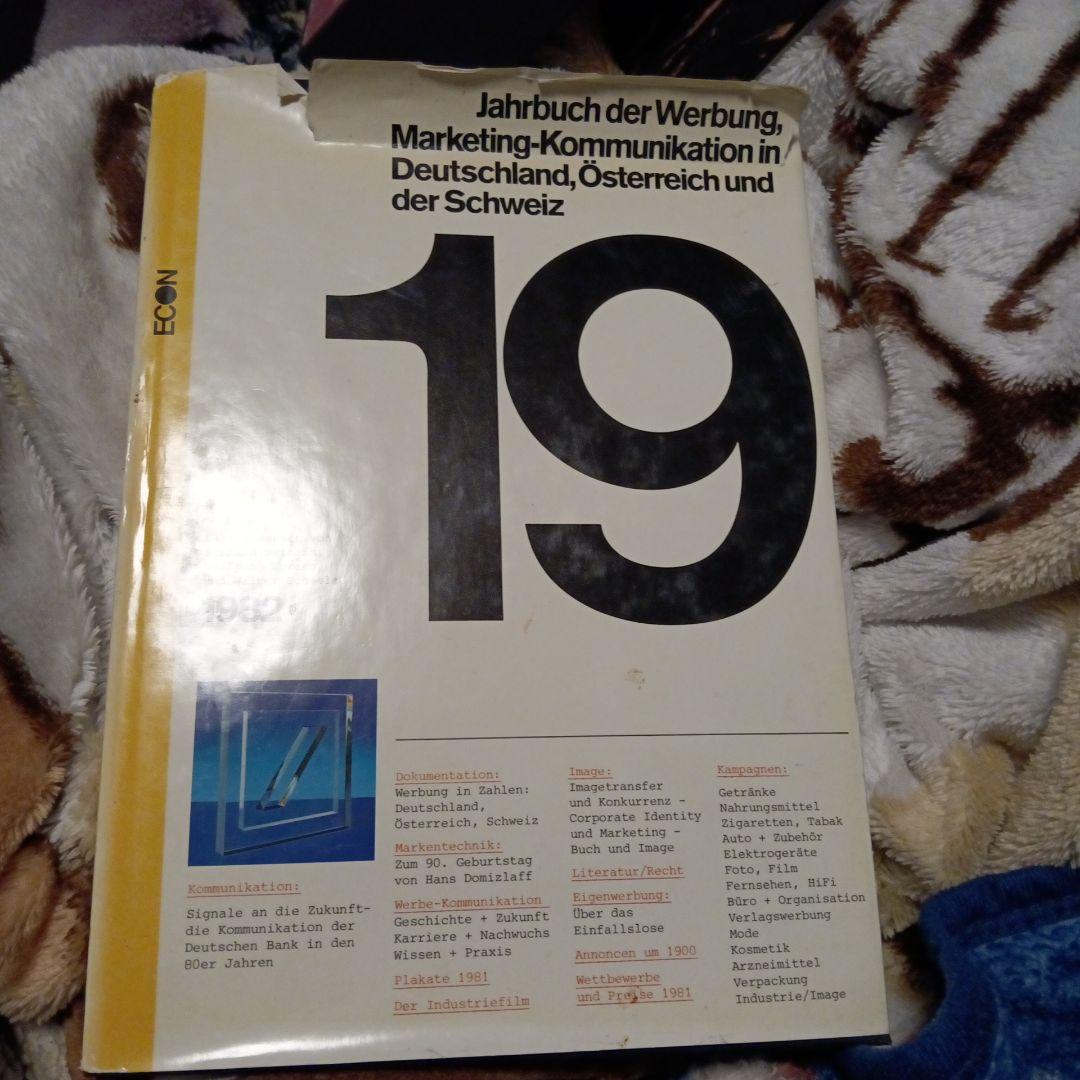 Jahrbuch der Werbung,
Marketing-Kommunikation in
Deutschland, Österreich und
der Schweiz
19
ECON
1982
Kommunikation:
Signale an die Zukunft-
die Kommunikation der
Deutschen Bank in den
80er Jahren
Dokumentation:
Werbung in Zahlen:
Deutschland,
Österreich, Schweiz
Markentechnik:
Zum 90. Geburtstag
von Hans Domizlaff
Werbe-Kommunikation
Geschichte + Zukunft
Karriere + Nachwuchs
Wissen + Praxis
Plakate 1981
Der Industriefilm
Image:
Imagetransfer
und Konkurrenz -
Corporate Identity
und Marketing -
Buch und Image
Literatur/Recht
Eigenwerbung:
Über das
Einfallslose
Annoncen um 1900
Wettbewerbe
und Preise 1981
Kampagnen:
Getränke
Nahrungsmittel
Zigaretten, Tabak
Auto + Zubehör
Elektrogeräte
Foto, Film
Fernsehen, HiFi
Büro + Organisation
Verlagswerbung
Mode
Kosmetik
Arzneimittel
Verpackung
Industrie/Image